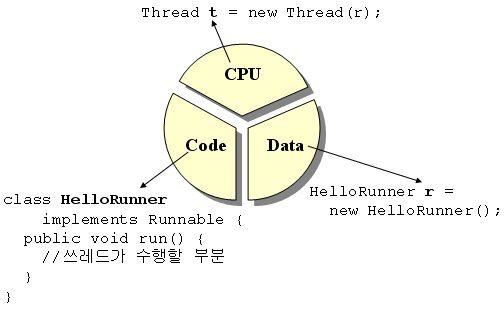 Thread t = new Thread(r);
CPU
Code
Data
class HelloRunner
implements Runnable {
public void run() {
//쓰레드가 수행할 부분
}
}
HelloRunner r =
new HelloRunner();